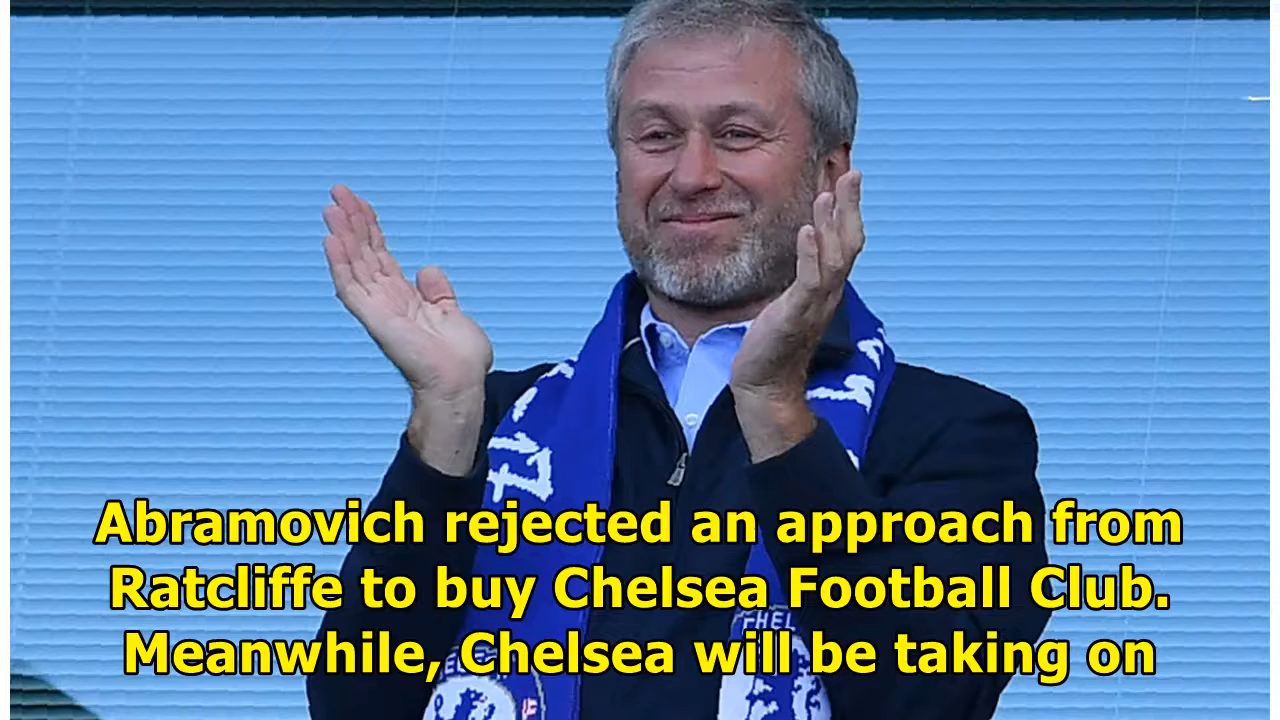 Abramovich rejected an approach from
Ratcliffe to buy Chelsea Football Club.
Meanwhile, Chelsea will be taking on